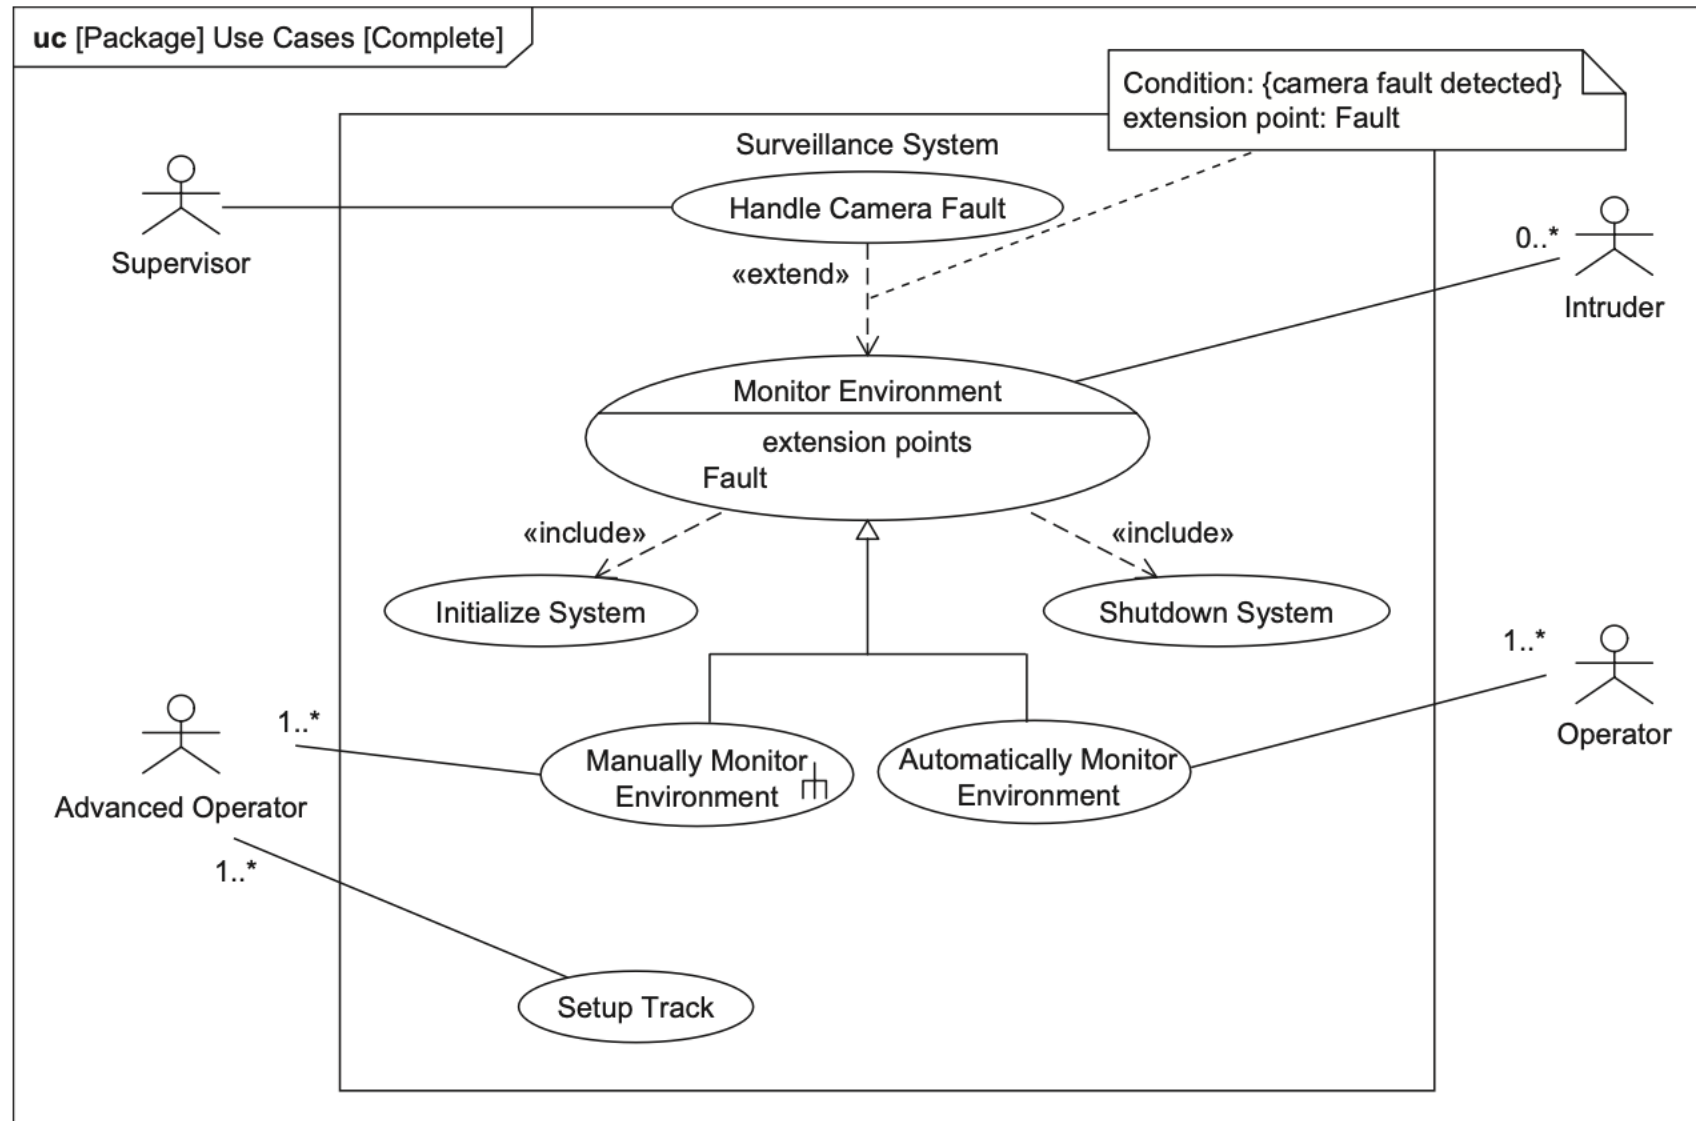 uc [Package] Use Cases [Complete]
Condition: {camera fault detected}
extension point: Fault
Surveillance System
Handle Camera Fault
Supervisor
«extend»
0..*
Intruder
Monitor Environment
extension points
Fault
«include»
«include»
Initialize System
Shutdown System
1..*
Operator
1..*
Advanced Operator
Manually Monitor
Environment
Automatically Monitor
Environment
1..*
Setup Track